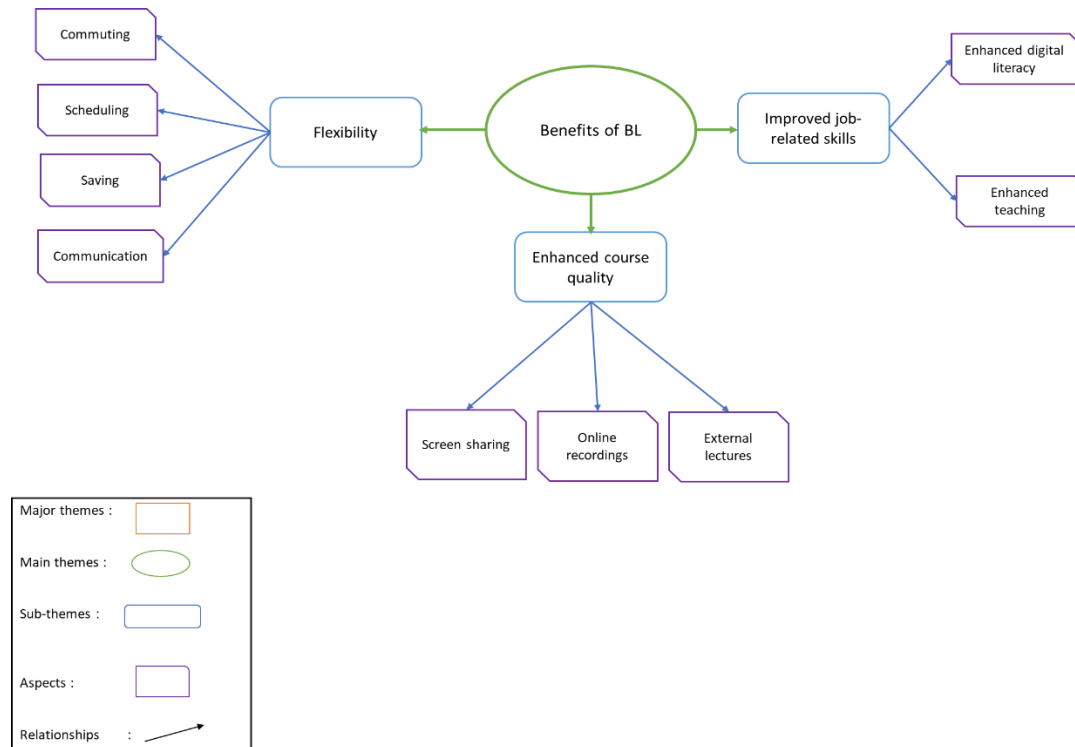 Commuting
Scheduling
Saving
Communication
Flexibility
Benefits of BL
Improved job-
related skills
Enhanced digital
literacy
Enhanced
teaching
Enhanced course
quality
Screen sharing
Online
recordings
External
lectures
Major themes :
Main themes :
Sub-themes :
Aspects :
Relationships :